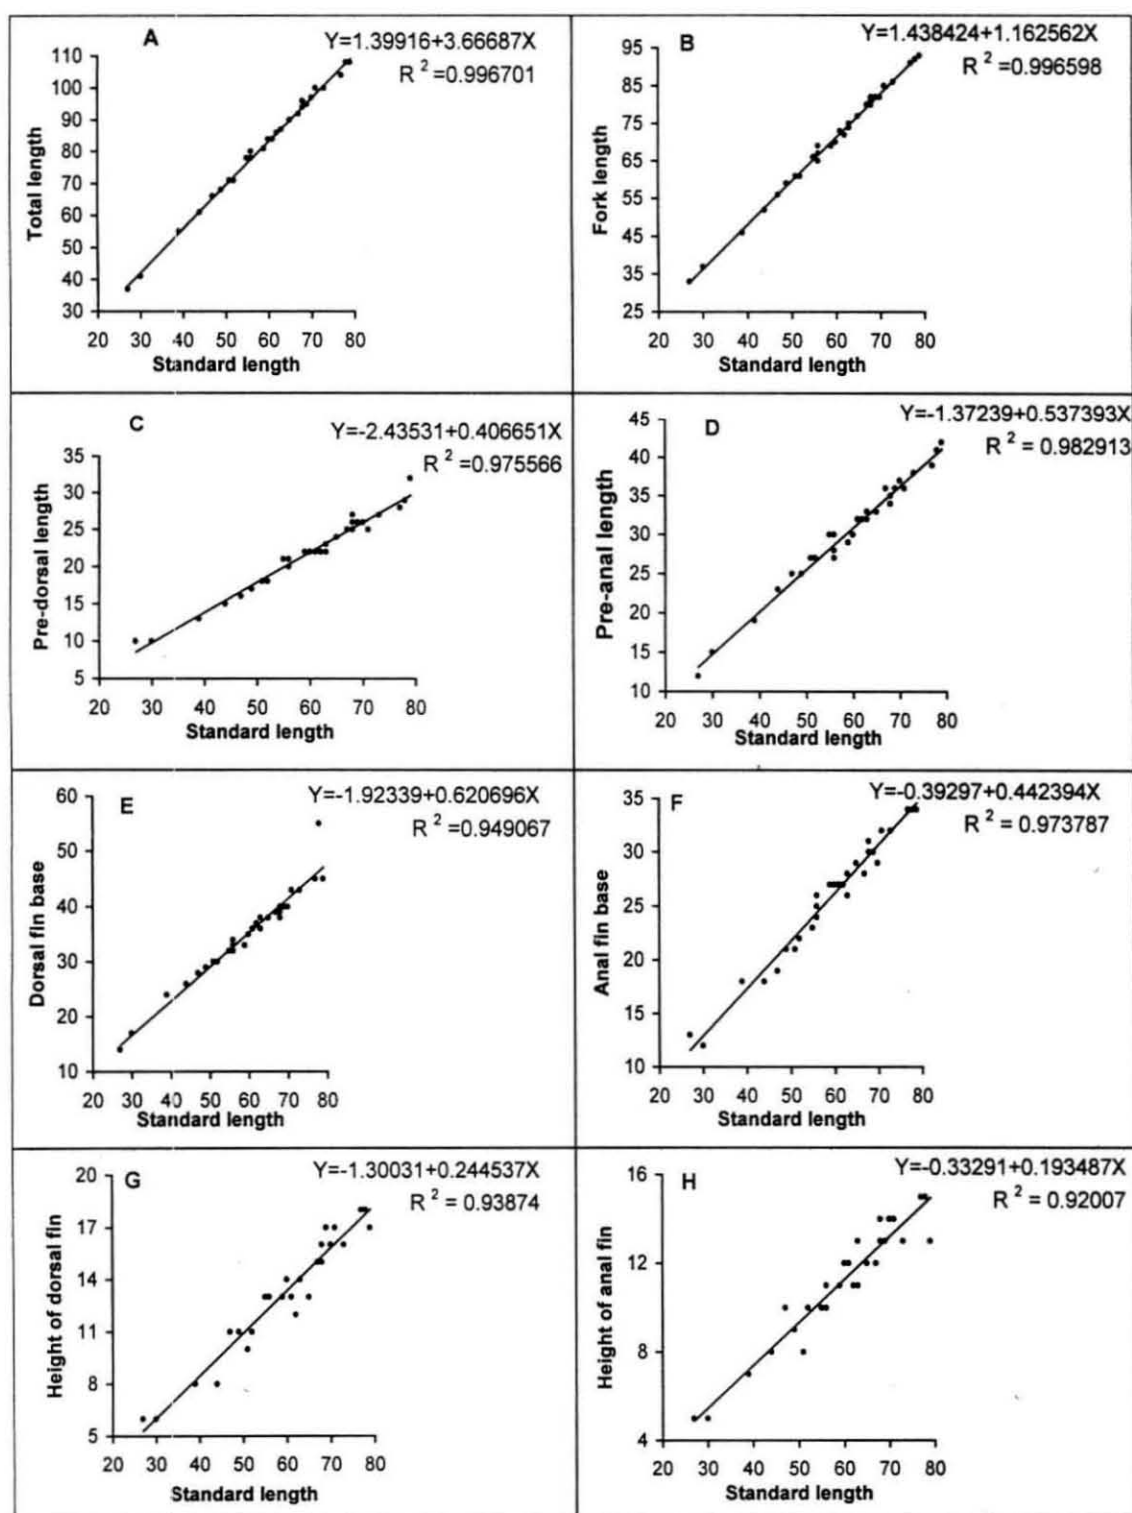 A
Y=1.39916+3.66687X
R 2 =0.996701
110
100
90
80
70
60
50
40
30
Total length
20 30 40 50 60 70 80
Standard length
B
Y=1.438424+1.162562X
R 2 =0.996598
95
85
75
65
55
45
35
25
Fork length
20 30 40 50 60 70 80
Standard length
C
Y=-2.43531+0.406651X
R 2 =0.975566
35
30
25
20
15
10
5
Pre-dorsal length
20 30 40 50 60 70 80
Standard length
D
Y=-1.37239+0.537393X
R 2 = 0.982913
45
40
35
30
25
20
15
10
Pre-anal length
20 30 40 50 60 70 80
Standard length
E
Y=-1.92339+0.620696X
R 2 =0.949067
60
50
40
30
20
10
Dorsal fin base
20 30 40 50 60 70 80
Standard length
F
Y=-0.39297+0.442394X
R 2 = 0.973787
35
30
25
20
15
10
Anal fin base
20 30 40 50 60 70 80
Standard length
G
Y=-1.30031+0.244537X
R 2 = 0.93874
20
17
14
11
8
5
Height of dorsal fin
20 30 40 50 60 70 80
Standard length
H
Y=-0.33291+0.193487X
R 2 = 0.92007
16
12
8
4
Height of anal fin
20 30 40 50 60 70 80
Standard length